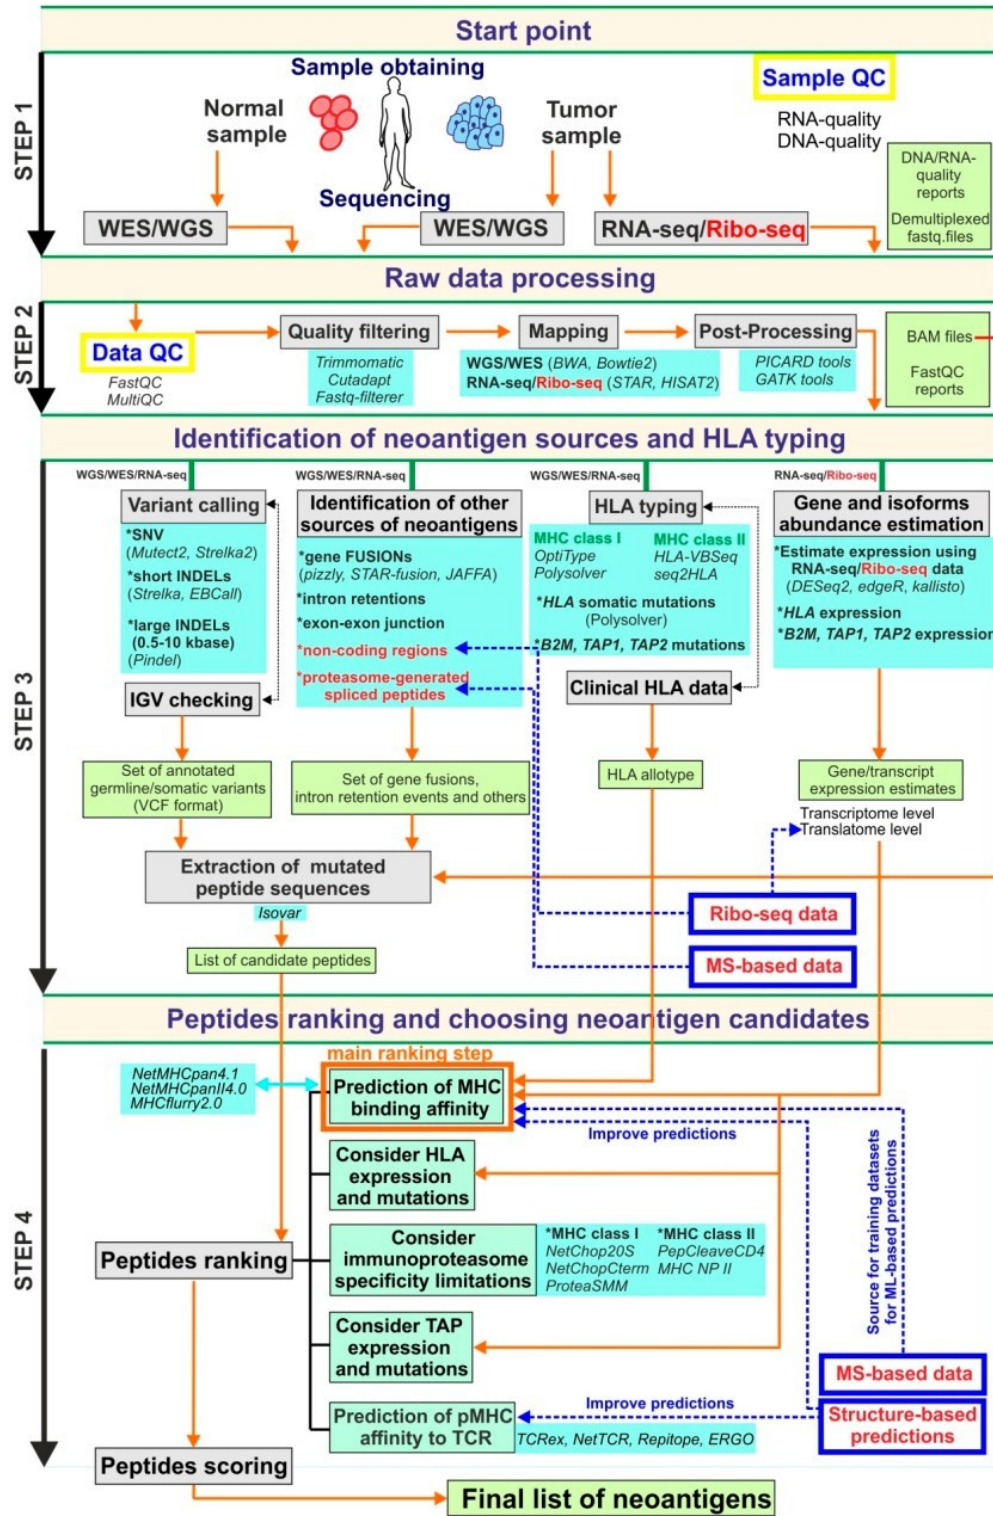 Start point
STEP 1
Sample obtaining
Normal
sample
Tumor
sample
Sample QC
RNA-quality
DNA-quality
Sequencing
WES/WGS
WES/WGS
RNA-seq/Ribo-seq
DNA/RNA-
quality
reports
Demultiplexed
fastq.files
Raw data processing
STEP 2
Data QC
FastQC
MultiQC
Quality filtering
Trimmomatic
Cutadapt
Fastq-filterer
Mapping
WGS/WES (BWA, Bowtie2)
RNA-seq/Ribo-seq (STAR, HISAT2)
Post-Processing
PICARD tools
GATK tools
BAM files
FastQC
reports
Identification of neoantigen sources and HLA typing
STEP 3
WGS/WES/RNA-seq
Variant calling
*SNV
(Mutect2, Strelka2)
*short INDELs
(Strelka, EBCall)
*large INDELs
(0.5-10 kbase)
(Pindel)
IGV checking
Set of annotated
germline/somatic variants
(VCF format)
WGS/WES/RNA-seq
Identification of other
sources of neoantigens
*gene FUSIONs
(pizzly, STAR-fusion, JAFFA)
*intron retentions
*exon-exon junction
*non-coding regions
*proteasome-generated
spliced peptides
Set of gene fusions,
intron retention events and others
WGS/WES/RNA-seq
HLA typing
MHC class I
OptiType
Polysolver
MHC class II
HLA-VBSeq
seq2HLA
*HLA somatic mutations
(Polysolver)
*B2M, TAP1, TAP2 mutations
Clinical HLA data
HLA allotype
RNA-seq/Ribo-seq
Gene and isoforms
abundance estimation
*Estimate expression using
RNA-seq/Ribo-seq data
(DESeq2, edgeR, kallisto)
*HLA expression
*B2M, TAP1, TAP2 expression
Gene/transcript
expression estimates
Transcriptome level
Translatome level
Extraction of mutated
peptide sequences
Isovar
List of candidate peptides
Ribo-seq data
MS-based data
Peptides ranking and choosing neoantigen candidates
STEP 4
main ranking step
NetMHCpan4.1
NetMHCpanII4.0
MHCflurry2.0
Prediction of MHC
binding affinity
Improve predictions
Consider HLA
expression
and mutations
Peptides ranking
Consider
immunoproteasome
specificity limitations
*MHC class I
NetChop20S
NetChopCterm
ProteaSMM
*MHC class II
PepCleaveCD4
MHC NP II
Source for training datasets
for ML-based predictions
Consider TAP
expression
and mutations
MS-based data
Improve predictions
Structure-based
predictions
Prediction of pMHC
affinity to TCR
TCRex, NetTCR, Repitope, ERGO
Peptides scoring
Final list of neoantigens